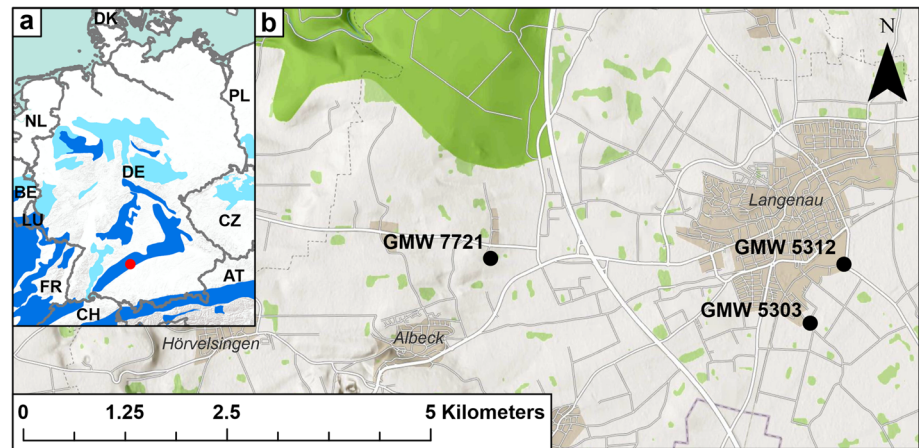 a
DK
NL
PL
DE
BE
LU
CZ
FR
AT
CH
b
N
Langenau
GMW 7721
GMW 5312
GMW 5303
Hörvelsingen
Albeck
0 1.25 2.5 5 Kilometers